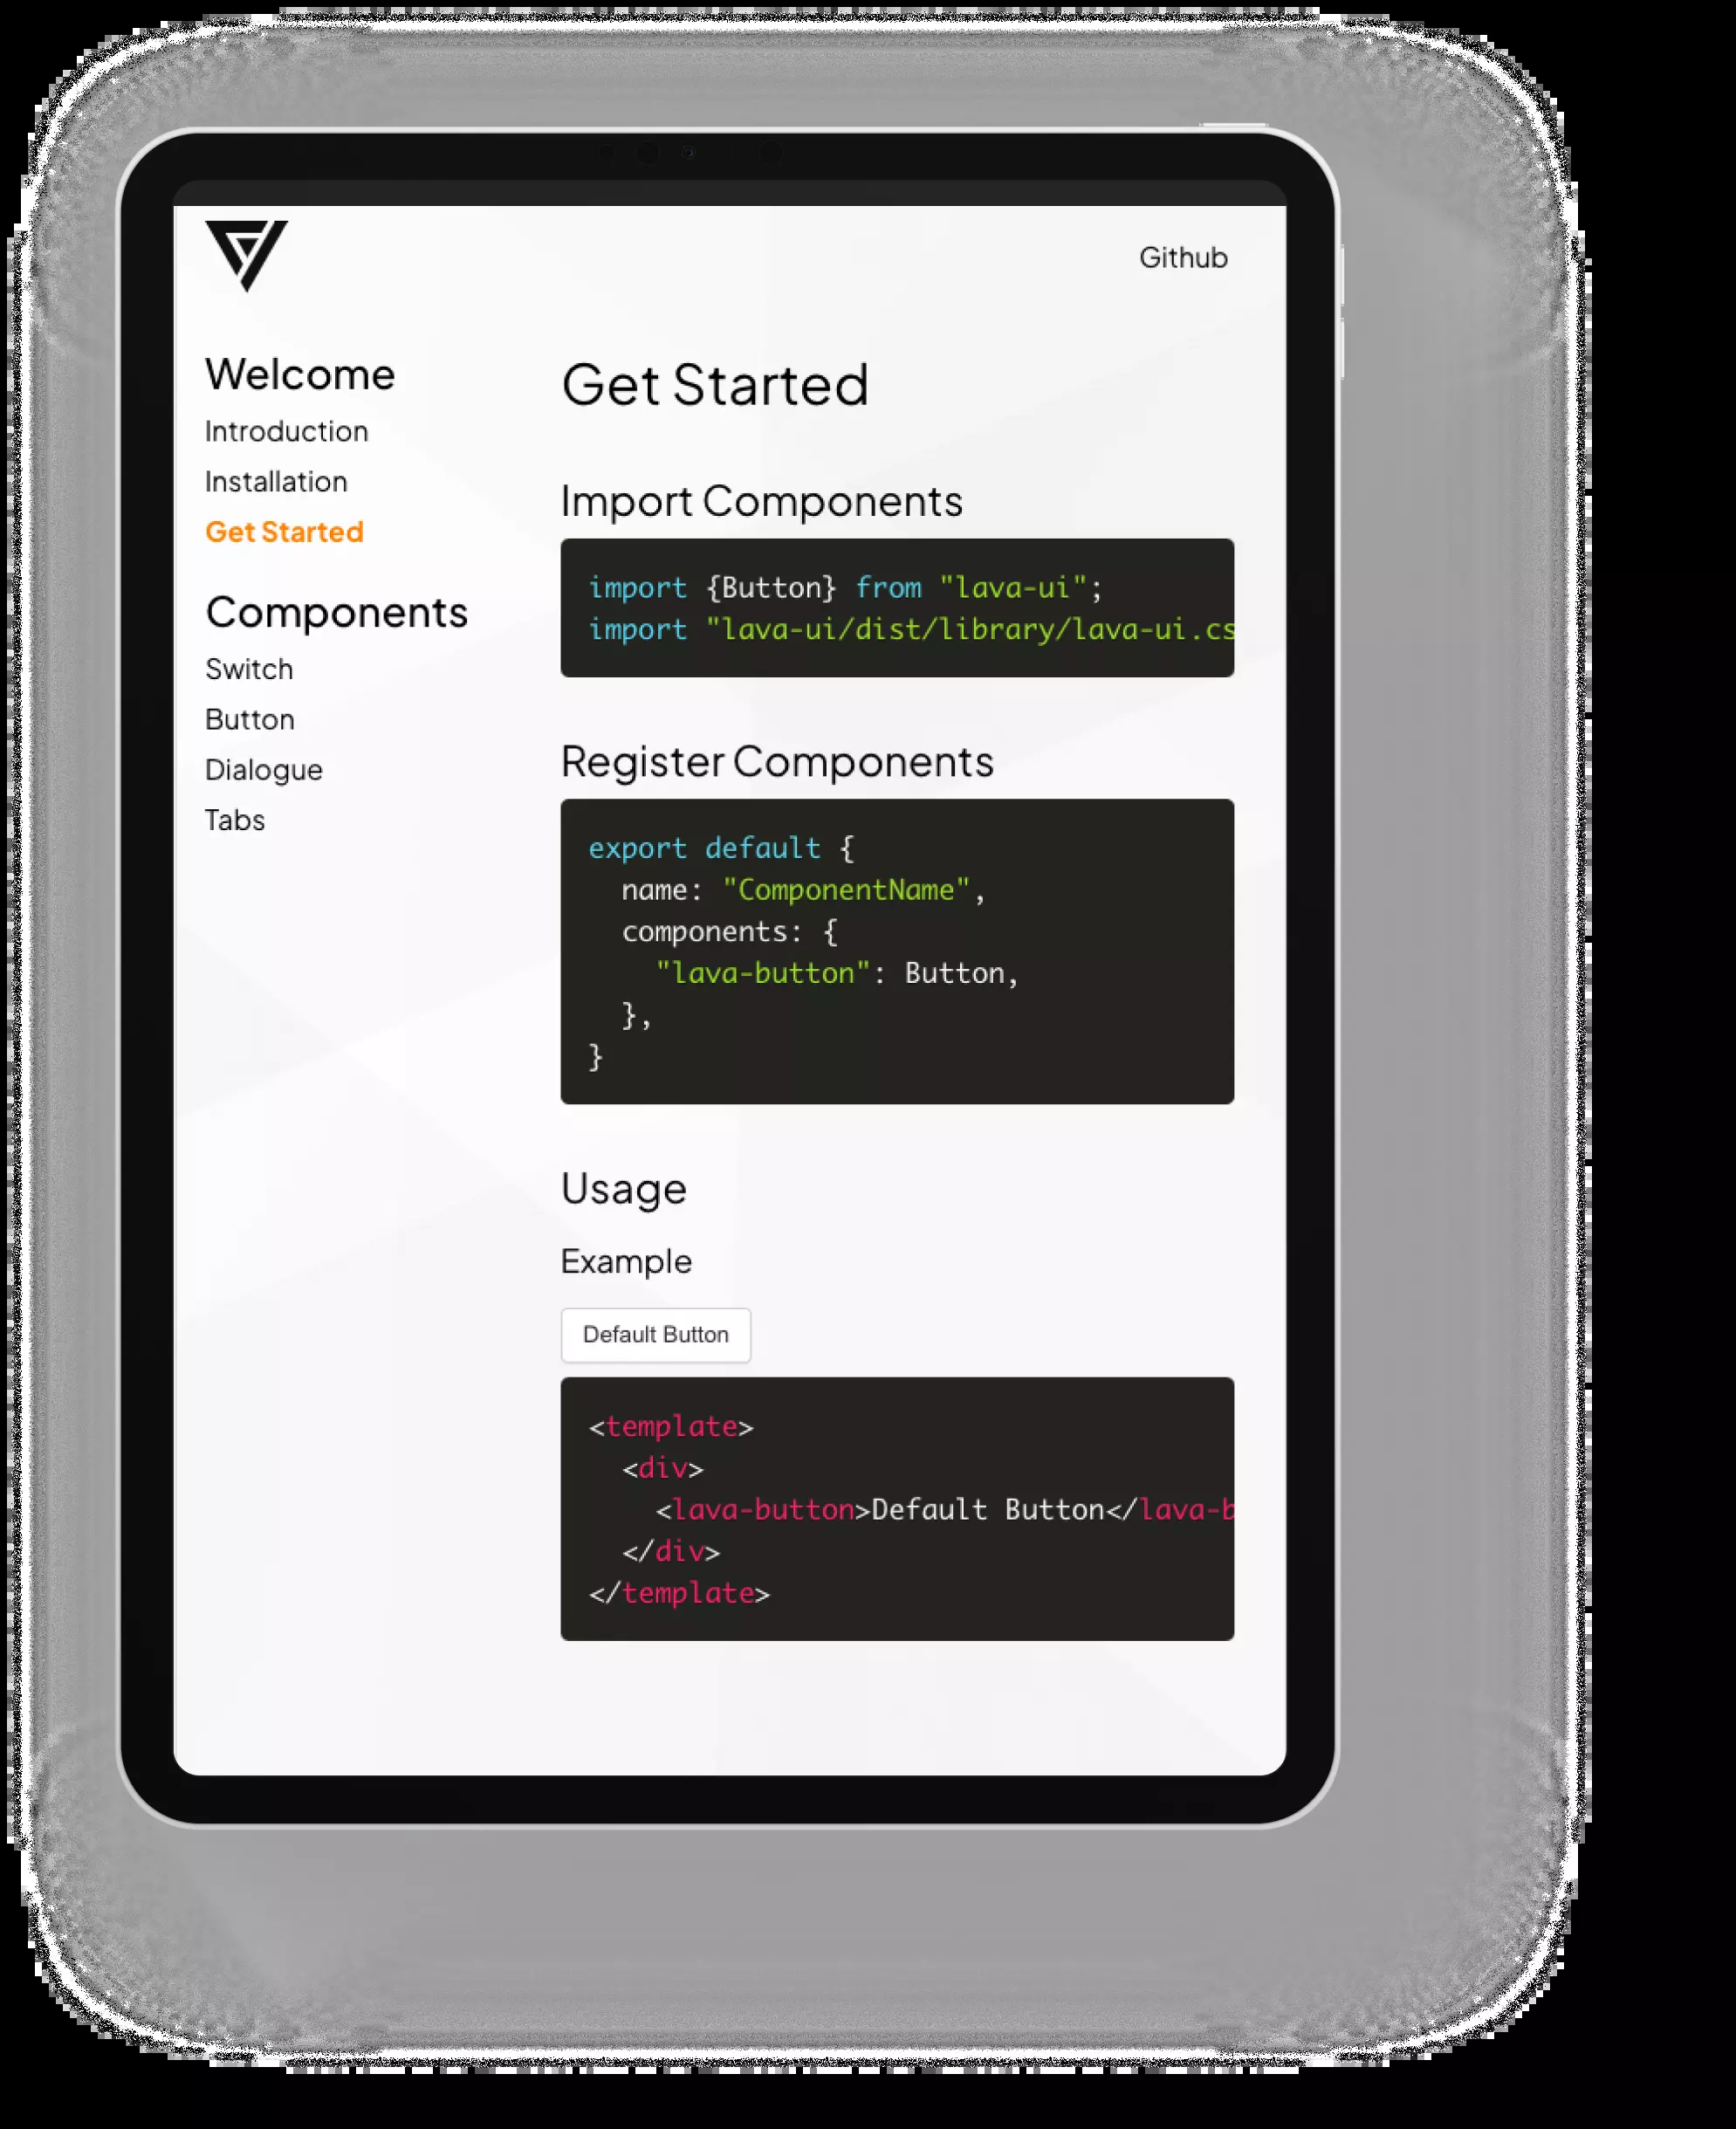 Github
Welcome
Introduction
Installation
Get Started
Components
Switch
Button
Dialogue
Tabs
Get Started
Import Components
import {Button} from "lava-ui";
import "lava-ui/dist/library/lava-ui.cs
Register Components
export default {
  name: "ComponentName",
  components: {
    "lava-button": Button,
  },
}
Usage
Example
Default Button
<template>
  <div>
    <lava-button>Default Button</lava-b
  </div>
</template>